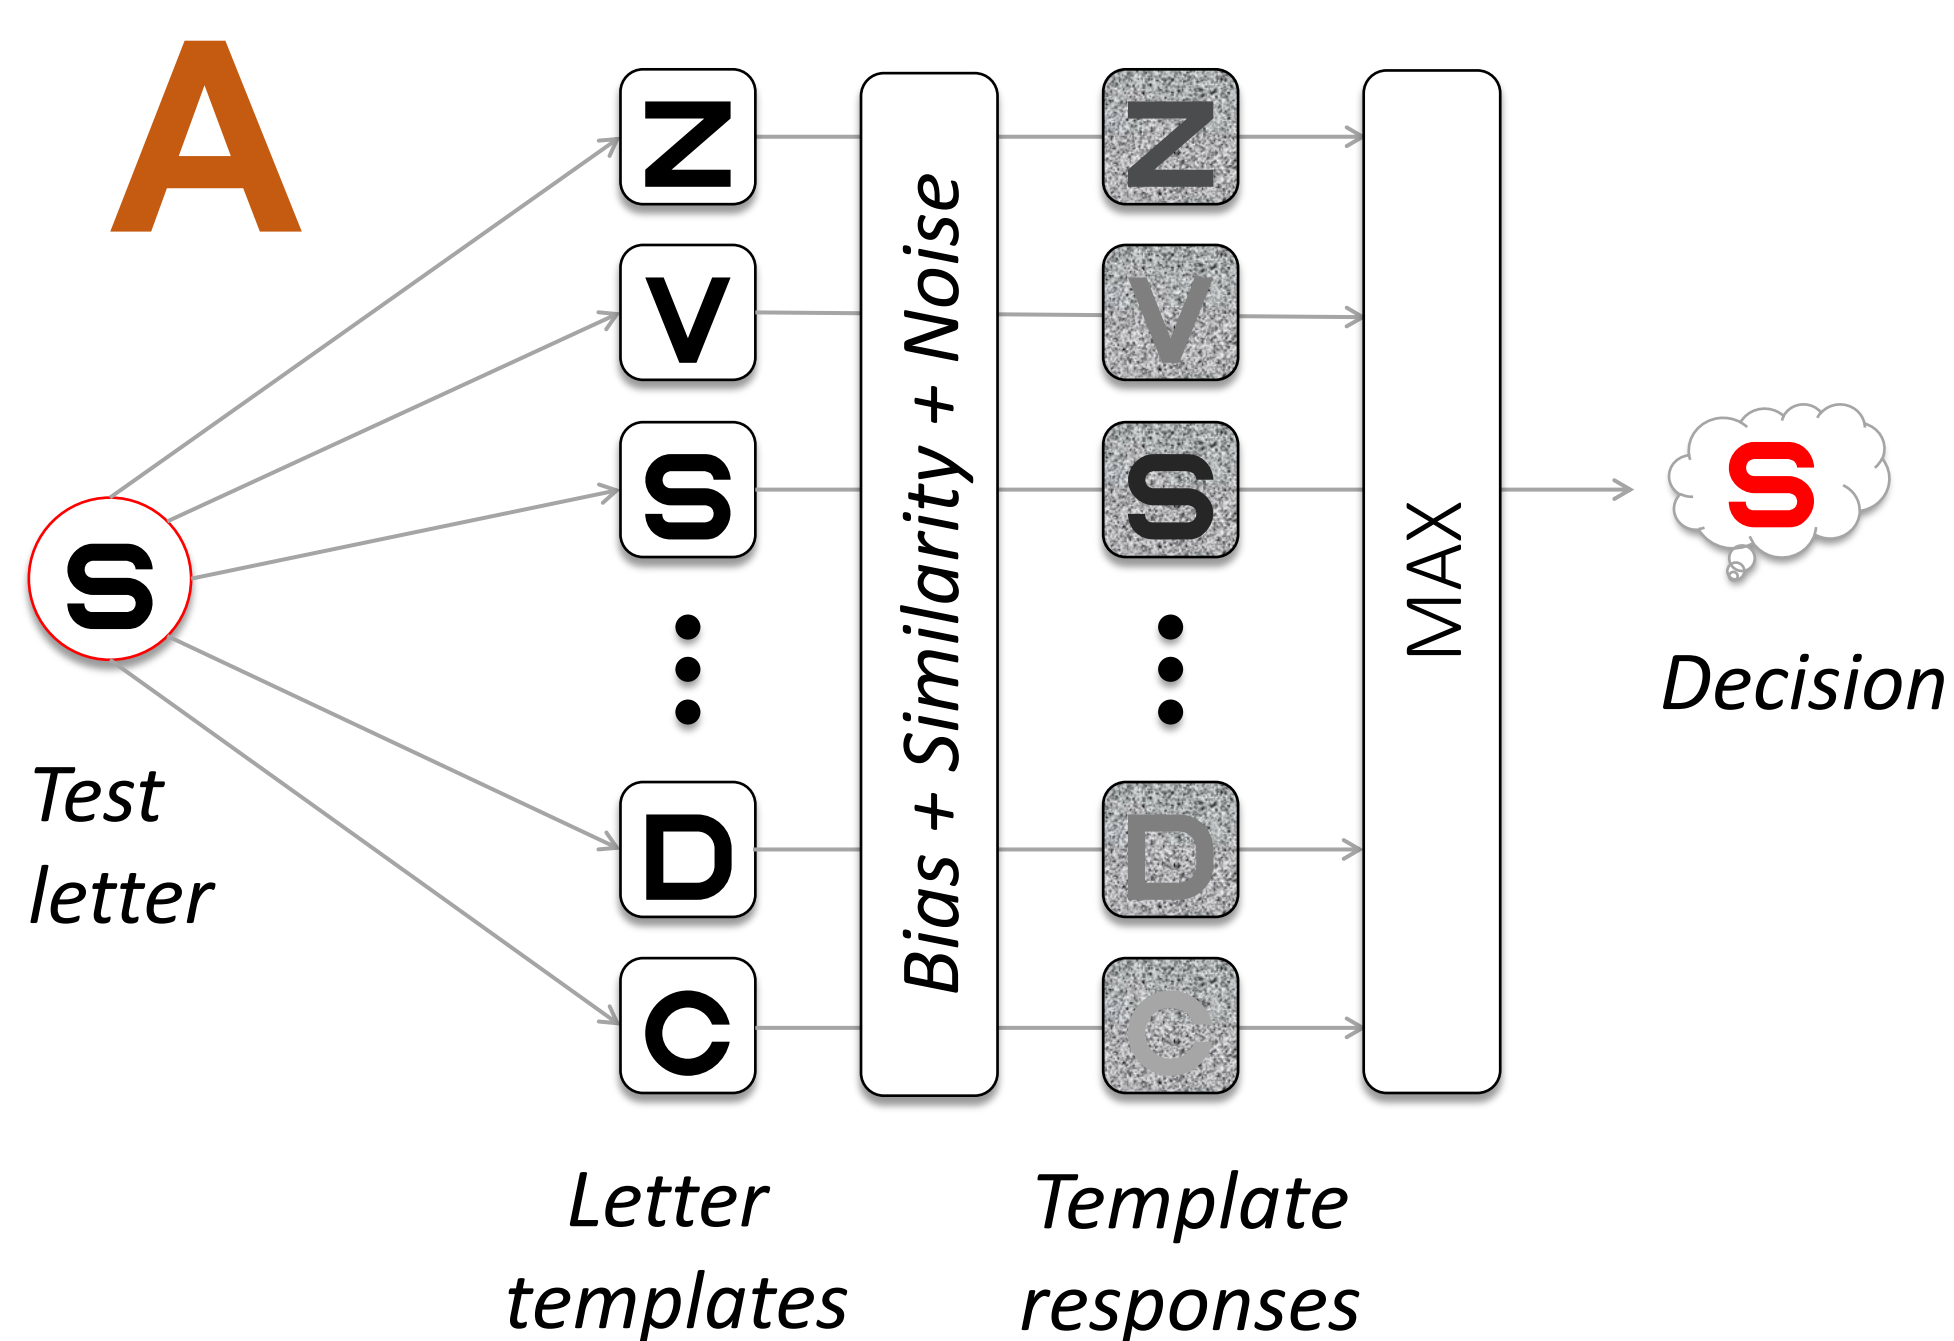 A
Z
V
S
D
C
Bias + Similarity + Noise
Z
V
S
D
C
MAX
S
S
Decision
Test
letter
Letter
templates
Template
responses